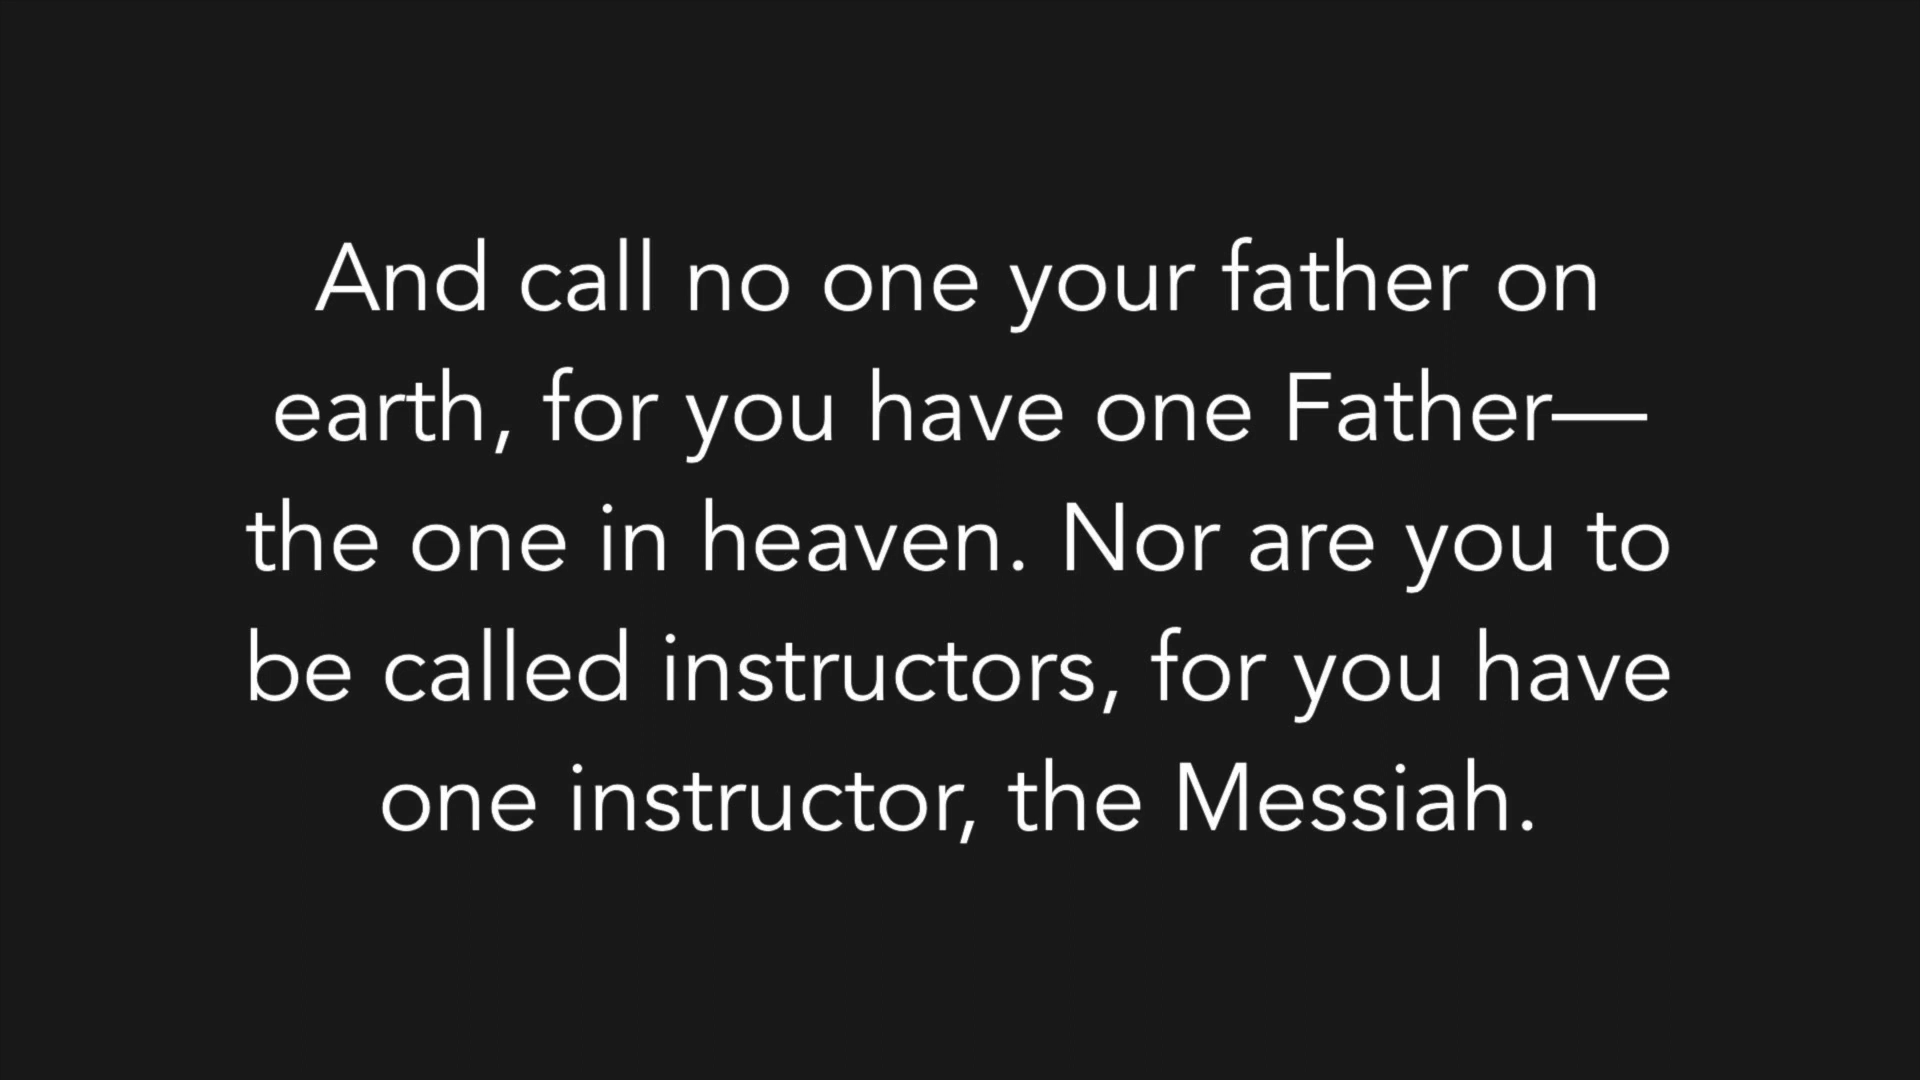 And call no one your father on
earth, for you have one Father—
the one in heaven. Nor are you to
be called instructors, for you have
one instructor, the Messiah.